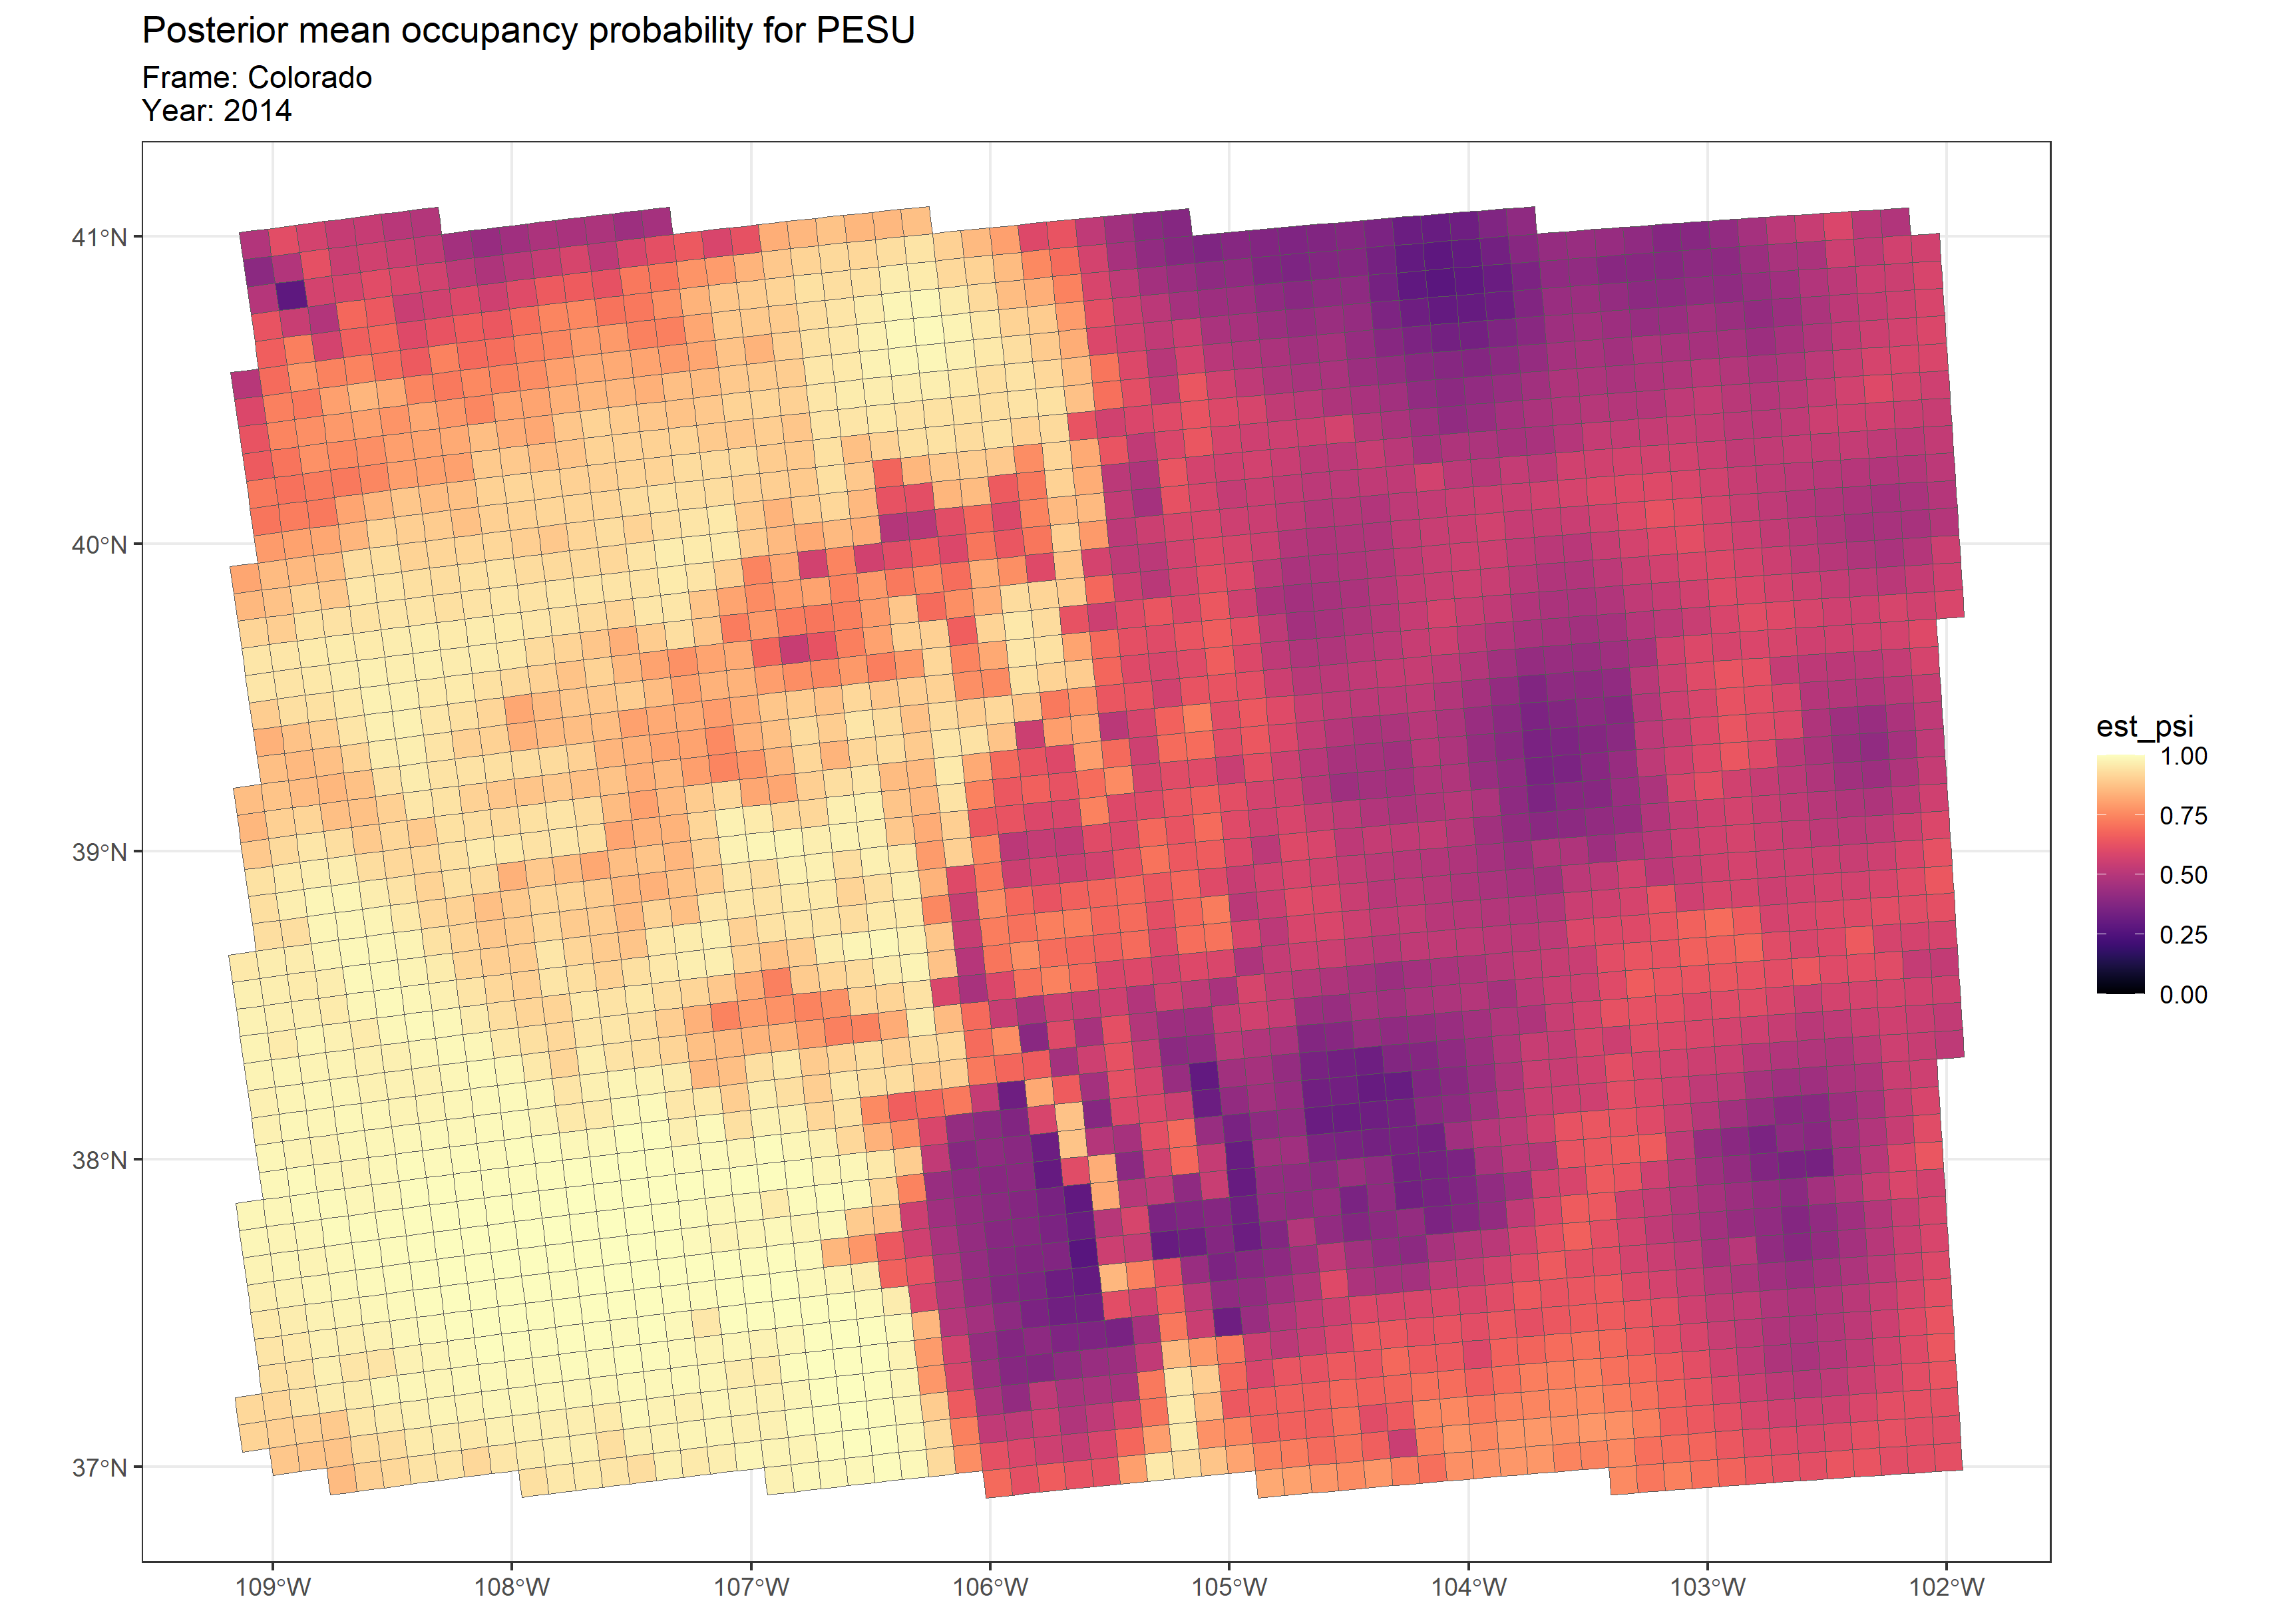 Posterior mean occupancy probability for PESU
Frame: Colorado
Year: 2014
41°N
40°N
39°N
38°N
37°N
109°W
108°W
107°W
106°W
105°W
104°W
103°W
102°W
est_psi
1.00
0.75
0.50
0.25
0.00